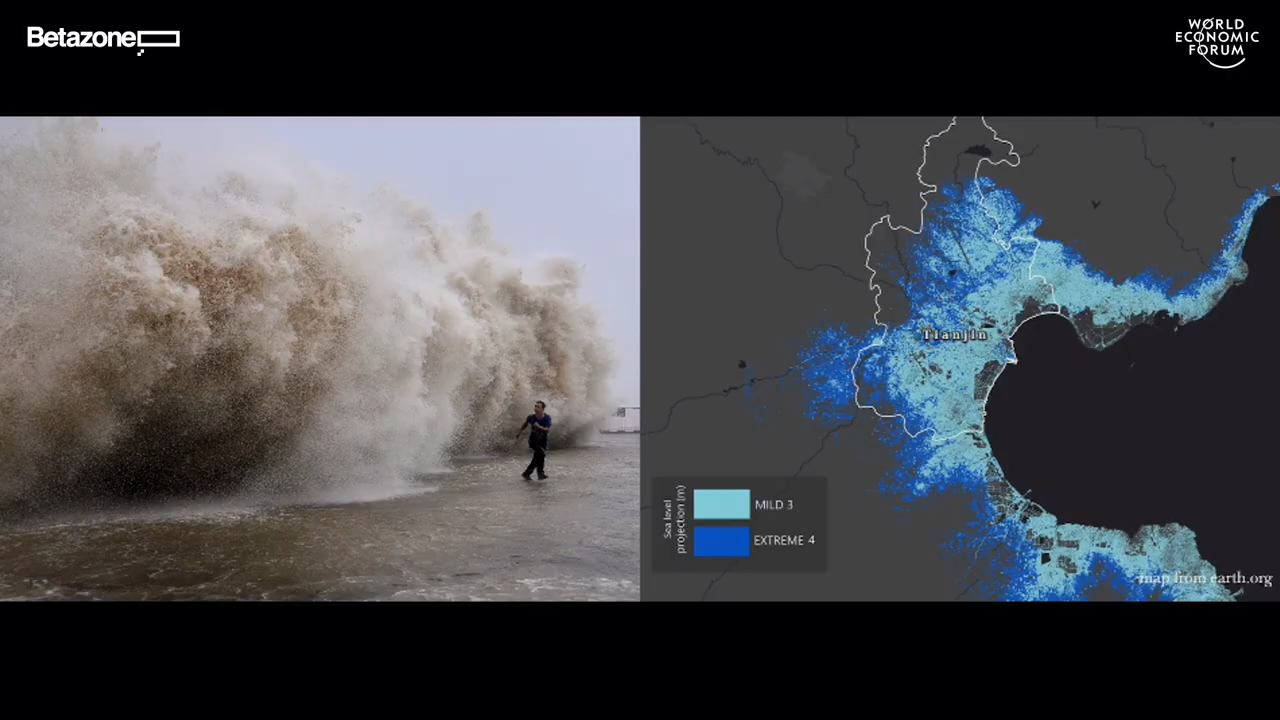 Betazone
WORLD
ECONOMIC
FORUM
Tianjin
Sea level
projection (m)
MILD 3
EXTREME 4
map from earth.org